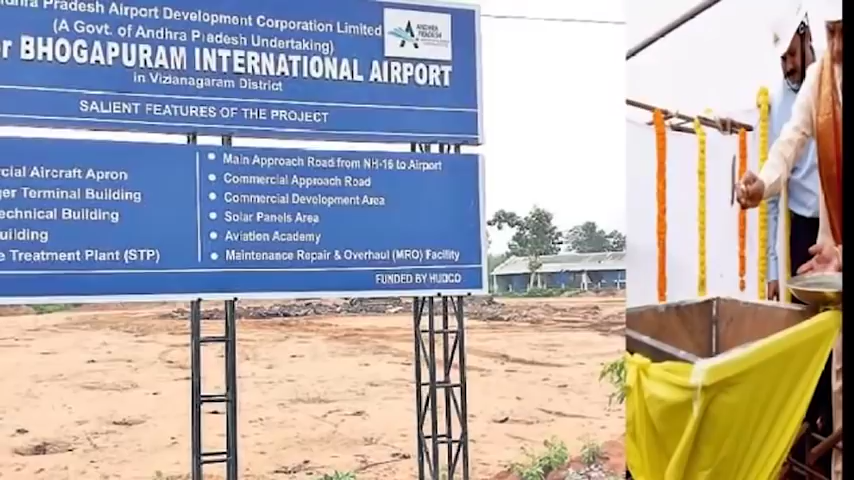 Pradesh Airport Development Corporation Limited
(A Govt. of Andhra Pradesh Undertaking)
BHOGAPURAM INTERNATIONAL AIRPORT
in Vizianagaram District
SALIENT FEATURES OF THE PROJECT
ANDHRA
PRADESH
Aircraft Apron
Terminal Building
Technical Building
Treatment Plant (STP)
• Main Approach Road from NH-16 to Airport
• Commercial Approach Road
• Commercial Development Area
• Solar Panels Area
• Aviation Academy
• Maintenance Repair & Overhaul (MRO) Facility
FUNDED BY HUDCO